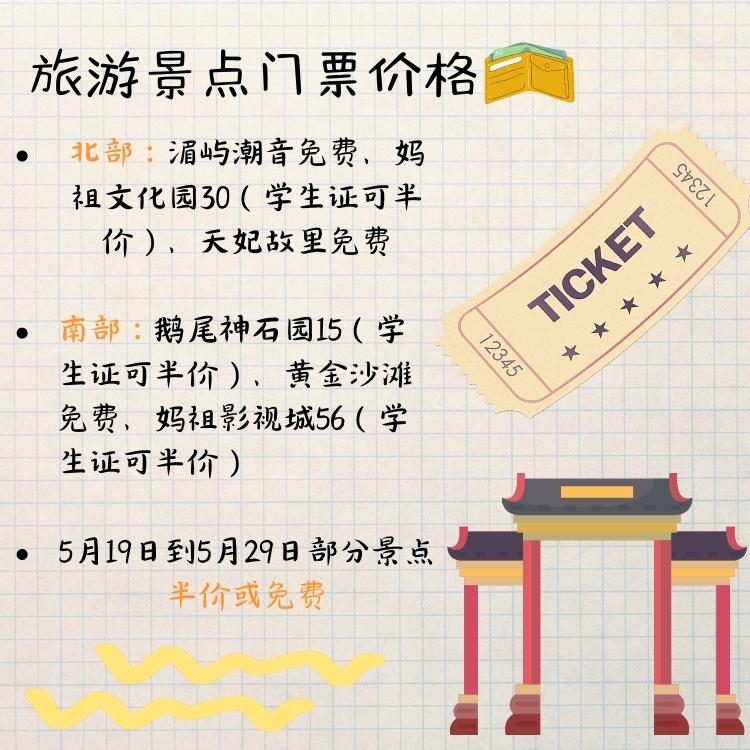 旅游景点门票价格
北部：湄屿潮音免费、妈
祖文化园30（学生证可半
价）、天妃故里免费
南部：鹅尾神石园15（学
生证可半价）、黄金沙滩
免费、妈祖影视城56（学
生证可半价）
5月19日到5月29日部分景点
半价或免费
12345
TICKET
12345